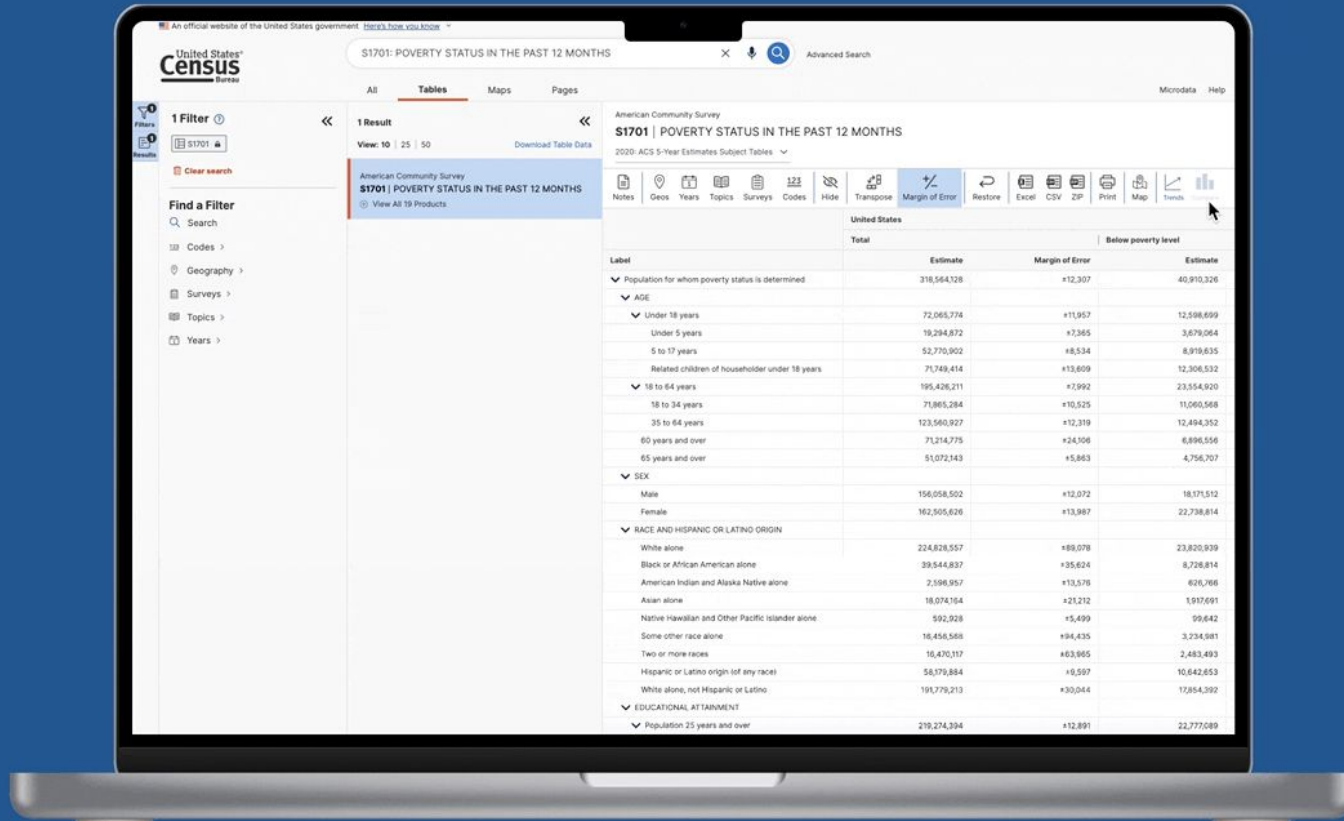 An official website of the United States government Here's how you know
United States®
Census
Bureau
S1701: POVERTY STATUS IN THE PAST 12 MONTHS
Advanced Search
All Tables Maps Pages
Microdata Help
Filters
Results
1 Filter
S1701
Clear search
Find a Filter
Search
Codes
Geography
Surveys
Topics
Years
1 Result
View: 10 | 25 | 50 Download Table Data
American Community Survey
S1701 | POVERTY STATUS IN THE PAST 12 MONTHS
View All 19 Products
American Community Survey
S1701 | POVERTY STATUS IN THE PAST 12 MONTHS
2020: ACS 5-Year Estimates Subject Tables
Notes Geos Years Topics Surveys 123 Codes Hide Transpose Margin of Error Restore Excel CSV ZIP Print Map Trends
United States
Total Below poverty level
Label Estimate Margin of Error Estimate
Population for whom poverty status is determined 318,564,128 ±12,307 40,910,326
AGE
Under 18 years 72,065,774 ±11,957 12,598,699
Under 5 years 19,294,872 ±7,365 3,679,064
5 to 17 years 52,770,902 ±8,534 8,919,635
Related children of householder under 18 years 71,749,414 ±13,609 12,306,532
18 to 64 years 195,426,211 ±7,992 23,554,920
18 to 34 years 71,865,284 ±10,525 11,060,568
35 to 64 years 123,560,927 ±12,319 12,494,352
60 years and over 71,214,775 ±24,106 6,896,556
65 years and over 51,072,143 ±5,863 4,756,707
SEX
Male 156,058,502 ±12,072 18,171,512
Female 162,505,626 ±13,987 22,738,814
RACE AND HISPANIC OR LATINO ORIGIN
White alone 224,828,557 ±89,078 23,820,939
Black or African American alone 39,544,837 ±35,624 8,726,814
American Indian and Alaska Native alone 2,596,957 ±13,576 626,766
Asian alone 18,074,164 ±21,212 1,917,691
Native Hawaiian and Other Pacific Islander alone 592,928 ±5,499 99,642
Some other race alone 16,456,568 ±94,435 3,234,981
Two or more races 16,470,117 ±63,965 2,483,493
Hispanic or Latino origin (of any race) 58,179,884 ±9,597 10,642,653
White alone, not Hispanic or Latino 191,779,213 ±30,044 17,854,392
EDUCATIONAL ATTAINMENT
Population 25 years and over 219,274,394 ±12,891 22,777,089